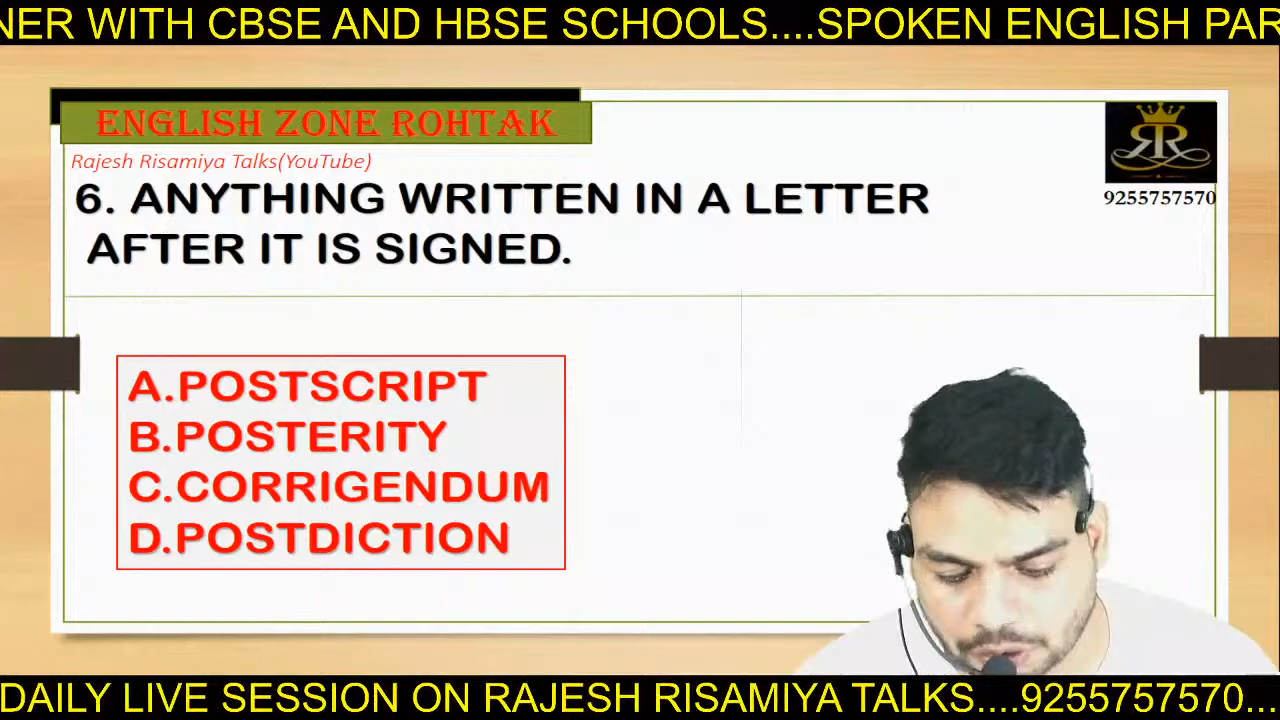 NER WITH CBSE AND HBSE SCHOOLS....SPOKEN ENGLISH PAR
ENGLISH ZONE ROHTAK
Rajesh Risamiya Talks(YouTube)
RR
9255757570
6. ANYTHING WRITTEN IN A LETTER
AFTER IT IS SIGNED.
A.POSTSCRIPT
B.POSTERITY
C.CORRIGENDUM
D.POSTDICTION
DAILY LIVE SESSION ON RAJESH RISAMIYA TALKS....9255757570...